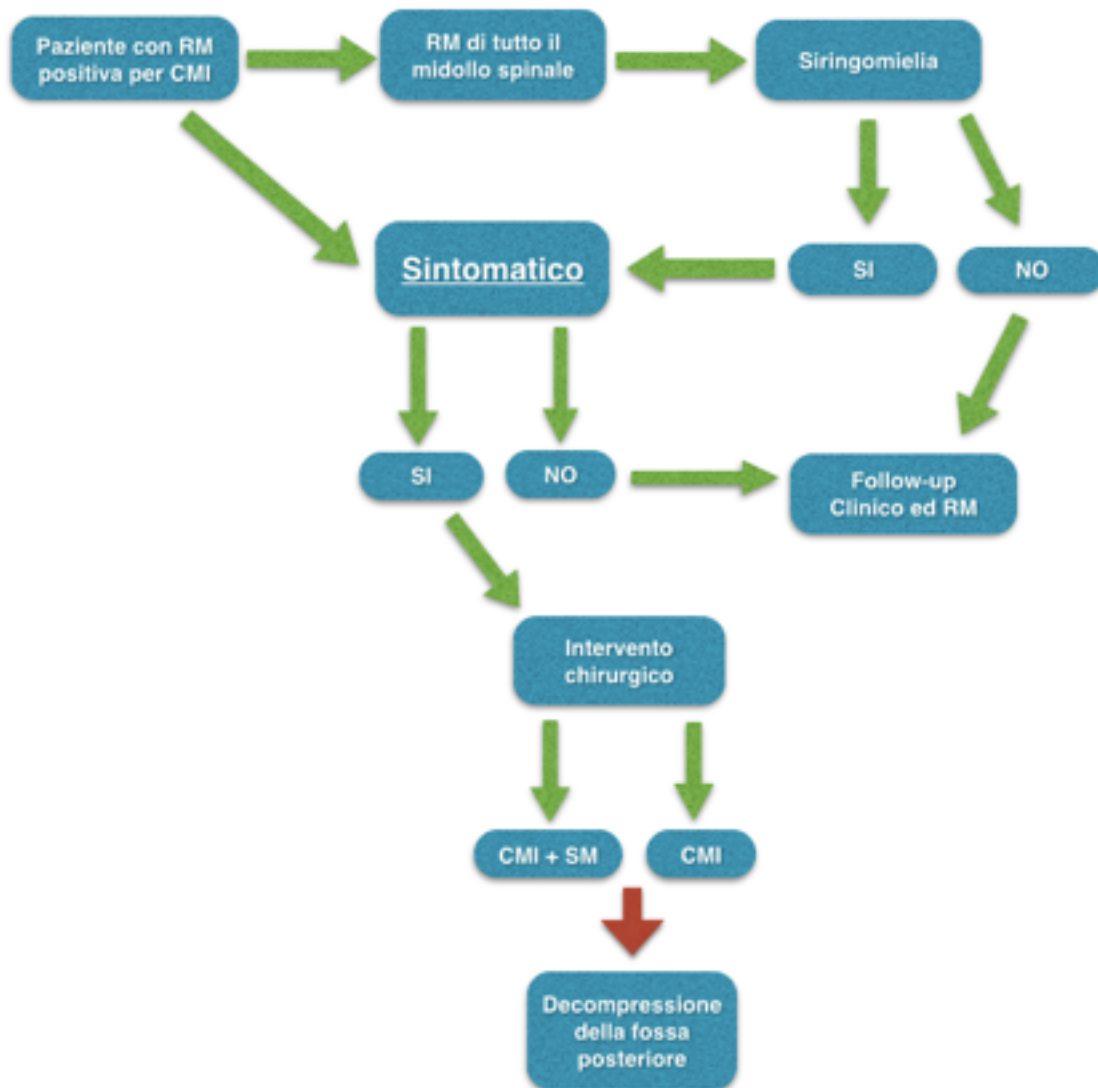 Paziente con RM
positiva per CMI
RM di tutto il
midollo spinale
Siringomielia
Sintomatico
SI
NO
SI
NO
Follow-up
Clinico ed RM
Intervento
chirurgico
CMI + SM
CMI
Decompressione
della fossa
posteriore